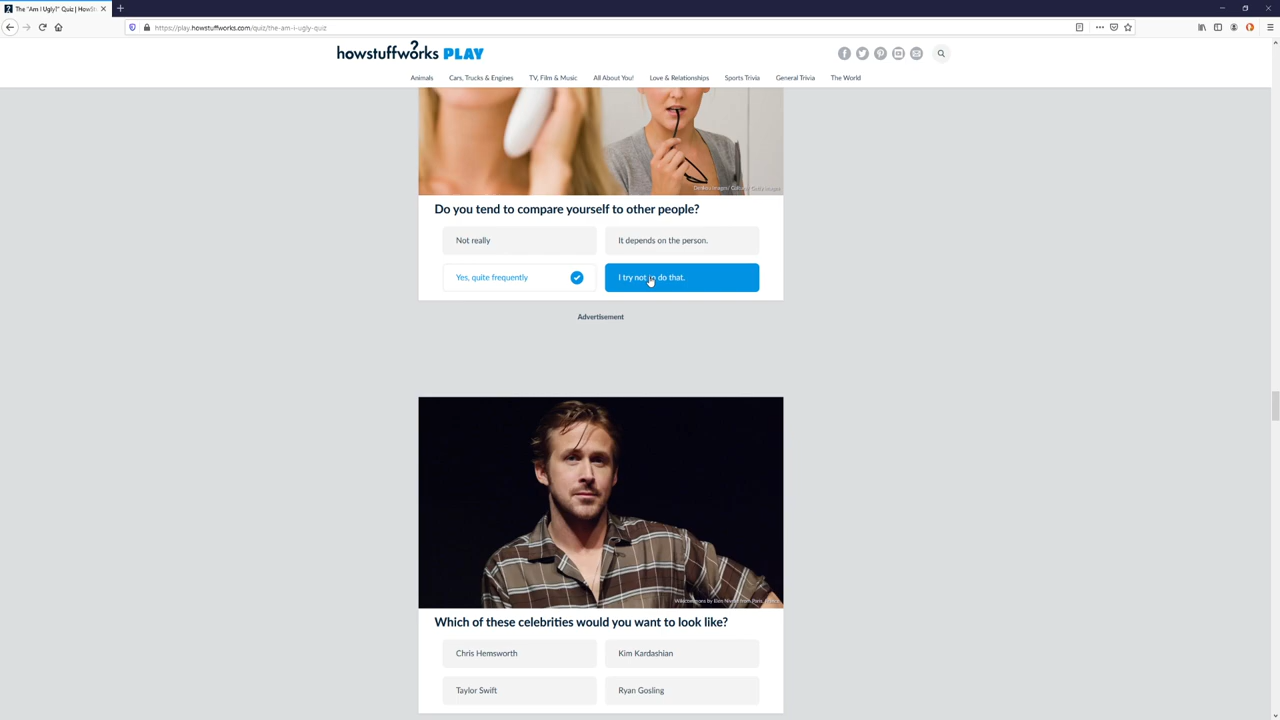 The "Am I Ugly?" Quiz | HowSt
https://play.howstuffworks.com/quiz/the-am-i-ugly-quiz
howstuffworks PLAY
Animals
Cars, Trucks & Engines
TV, Film & Music
All About You!
Love & Relationships
Sports Trivia
General Trivia
The World
Do you tend to compare yourself to other people?
Not really
It depends on the person.
Yes, quite frequently
I try not to do that.
Advertisement
Which of these celebrities would you want to look like?
Chris Hemsworth
Kim Kardashian
Taylor Swift
Ryan Gosling